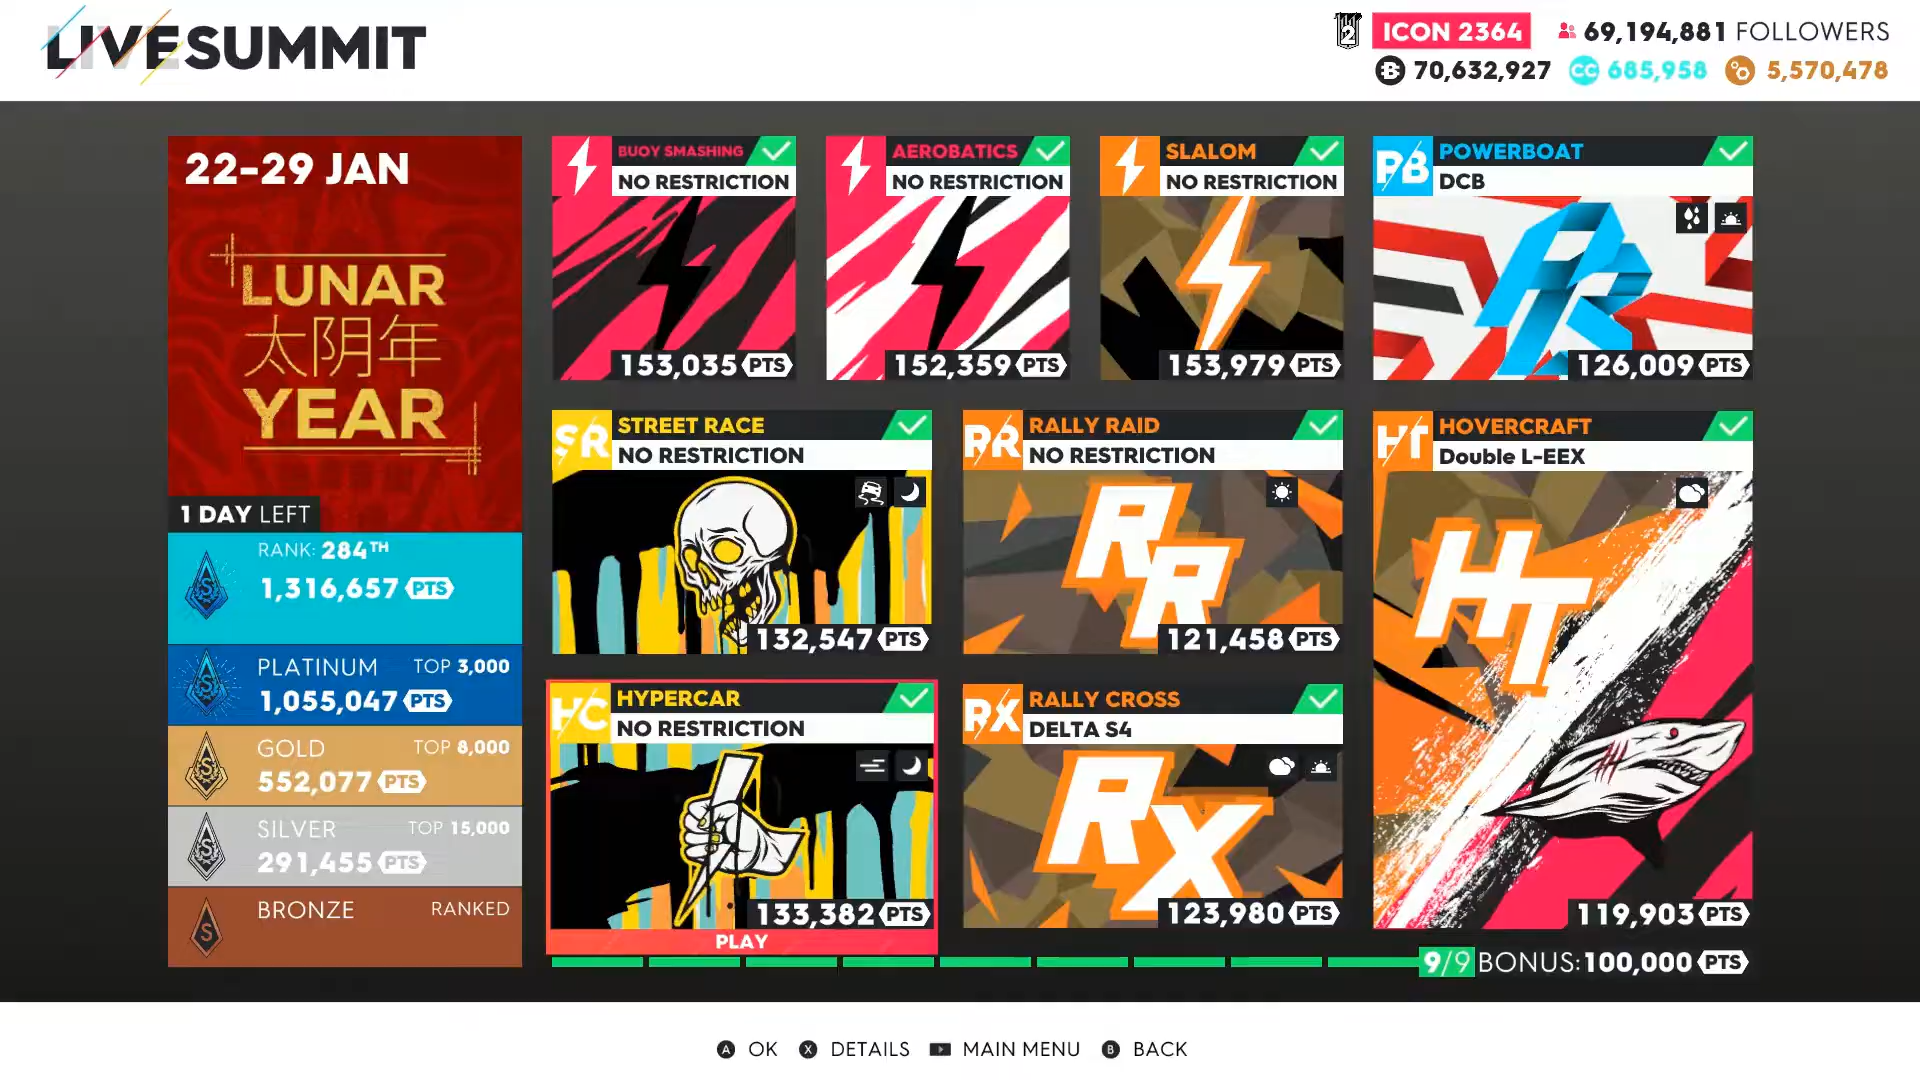 LIVESUMMIT
ICON 2364
69,194,881 FOLLOWERS
70,632,927
CC 685,958
5,570,478
22-29 JAN
LUNAR
太阴年
YEAR
1 DAY LEFT
RANK: 284TH
1,316,657 PTS
PLATINUM TOP 3,000
1,055,047 PTS
GOLD TOP 8,000
552,077 PTS
SILVER TOP 15,000
291,455 PTS
BRONZE RANKED
BUOY SMASHING
NO RESTRICTION
153,035 PTS
AEROBATICS
NO RESTRICTION
152,359 PTS
SLALOM
NO RESTRICTION
153,979 PTS
PB POWERBOAT
DCB
126,009 PTS
SR STREET RACE
NO RESTRICTION
132,547 PTS
RR RALLY RAID
NO RESTRICTION
RR
121,458 PTS
HT HOVERCRAFT
Double L-EEX
HT
119,903 PTS
HC HYPERCAR
NO RESTRICTION
133,382 PTS
PLAY
RX RALLY CROSS
DELTA S4
RX
123,980 PTS
9/9 BONUS: 100,000 PTS
A OK X DETAILS MAIN MENU B BACK